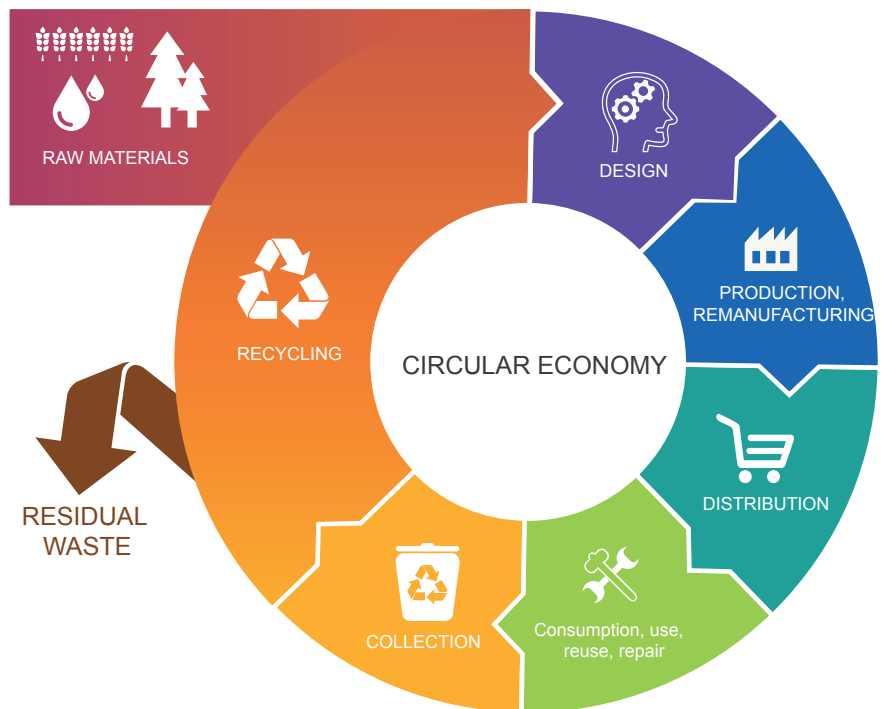 RAW MATERIALS
DESIGN
PRODUCTION,
REMANUFACTURING
RECYCLING
CIRCULAR ECONOMY
DISTRIBUTION
RESIDUAL
WASTE
Consumption, use,
reuse, repair
COLLECTION